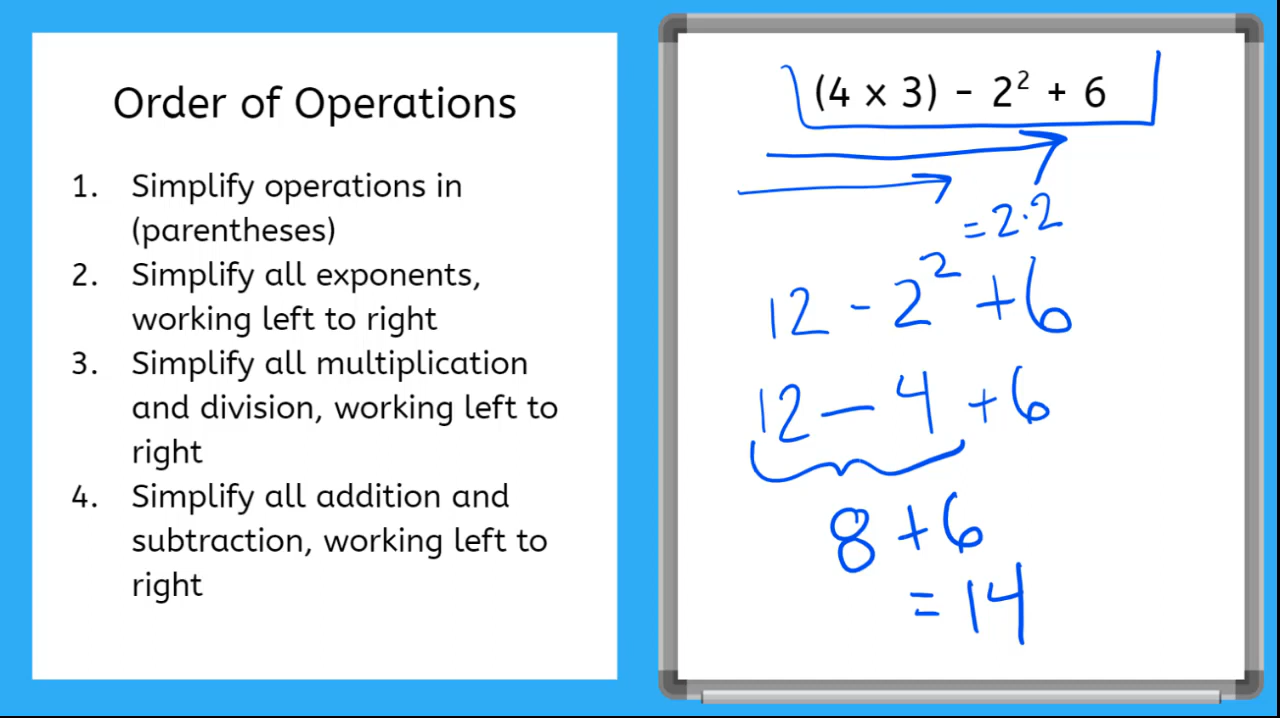 Order of Operations
1. Simplify operations in
(parentheses)
2. Simplify all exponents,
working left to right
3. Simplify all multiplication
and division, working left to
right
4. Simplify all addition and
subtraction, working left to
right
(4 x 3) - 2² + 6
= 2·2
12 - 2² + 6
12 - 4 + 6
8 + 6
= 14